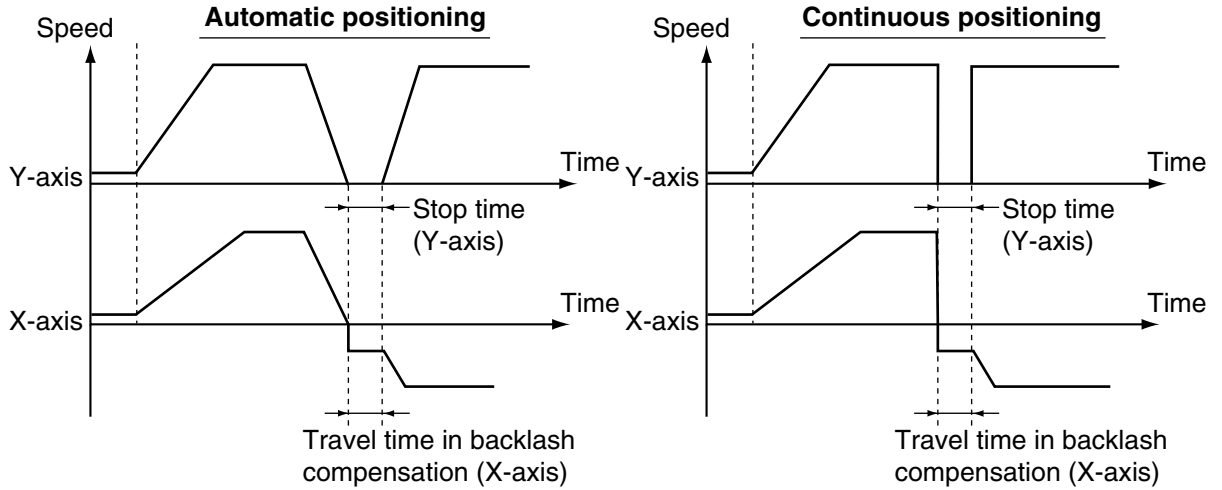 Automatic positioning
Speed
Time
Y-axis
Stop time
(Y-axis)
Time
X-axis
Travel time in backlash
compensation (X-axis)
Continuous positioning
Speed
Time
Y-axis
Stop time
(Y-axis)
Time
X-axis
Travel time in backlash
compensation (X-axis)